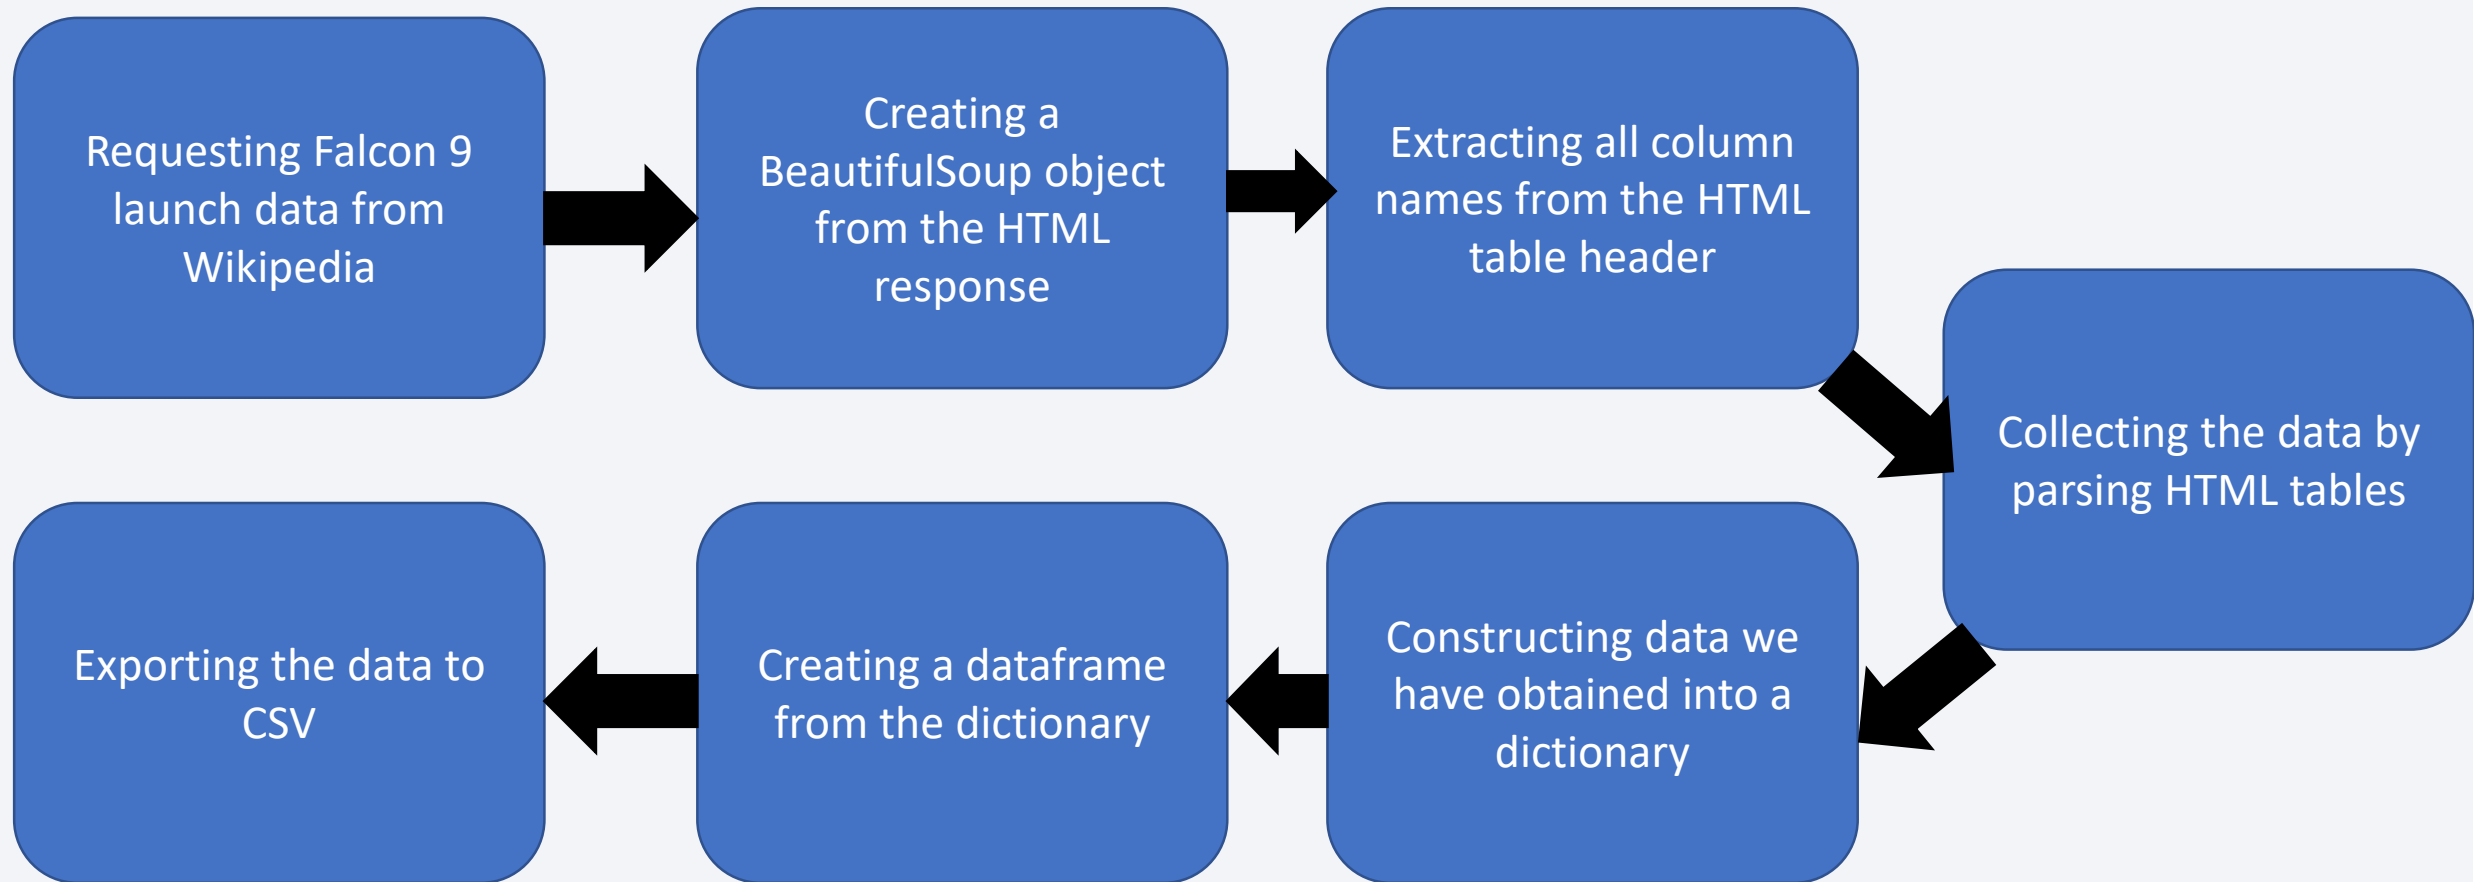 Requesting Falcon 9
launch data from
Wikipedia
Creating a
BeautifulSoup object
from the HTML
response
Extracting all column
names from the HTML
table header
Collecting the data by
parsing HTML tables
Constructing data we
have obtained into a
dictionary
Creating a dataframe
from the dictionary
Exporting the data to
CSV